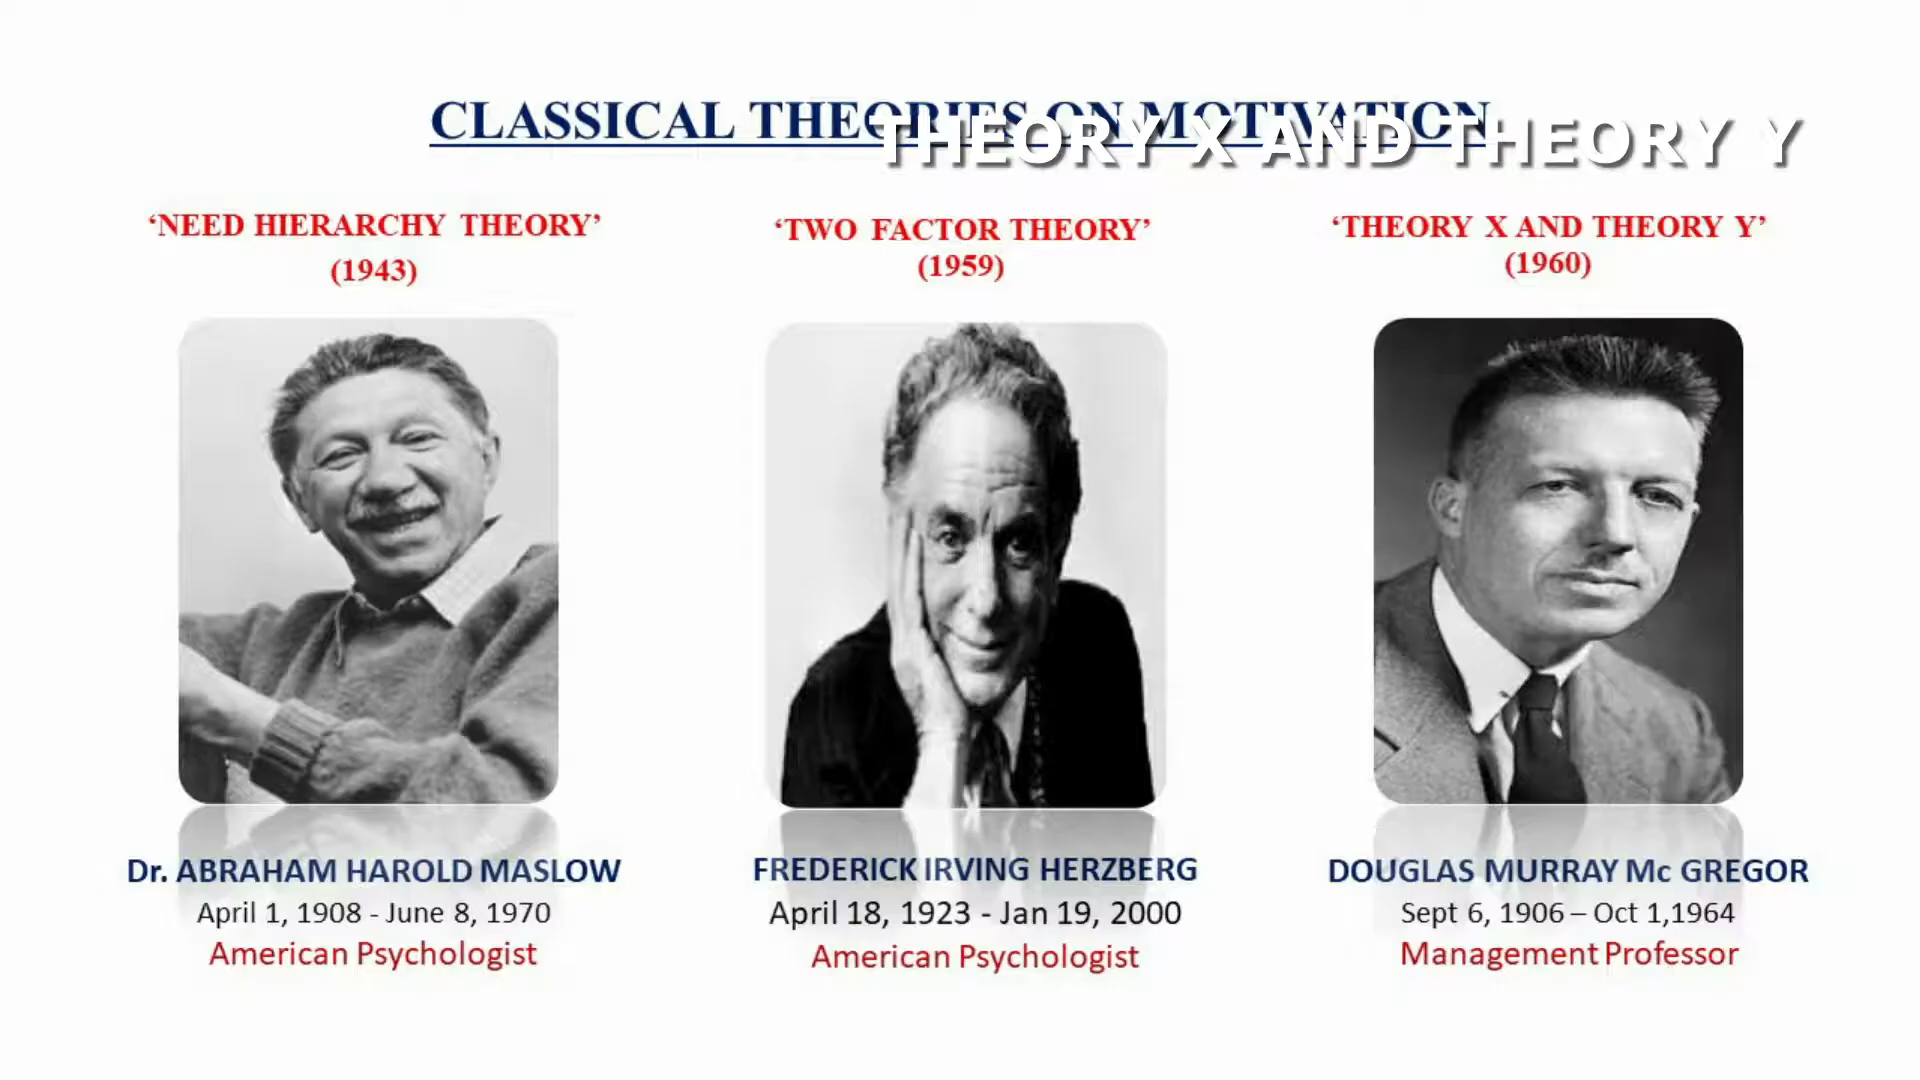 CLASSICAL THEORIES ON MOTIVATION
THEORY X AND THEORY Y
‘NEED HIERARCHY THEORY’
(1943)
‘TWO FACTOR THEORY’
(1959)
‘THEORY X AND THEORY Y’
(1960)
Dr. ABRAHAM HAROLD MASLOW
April 1, 1908 - June 8, 1970
American Psychologist
FREDERICK IRVING HERZBERG
April 18, 1923 - Jan 19, 2000
American Psychologist
DOUGLAS MURRAY Mc GREGOR
Sept 6, 1906 – Oct 1,1964
Management Professor